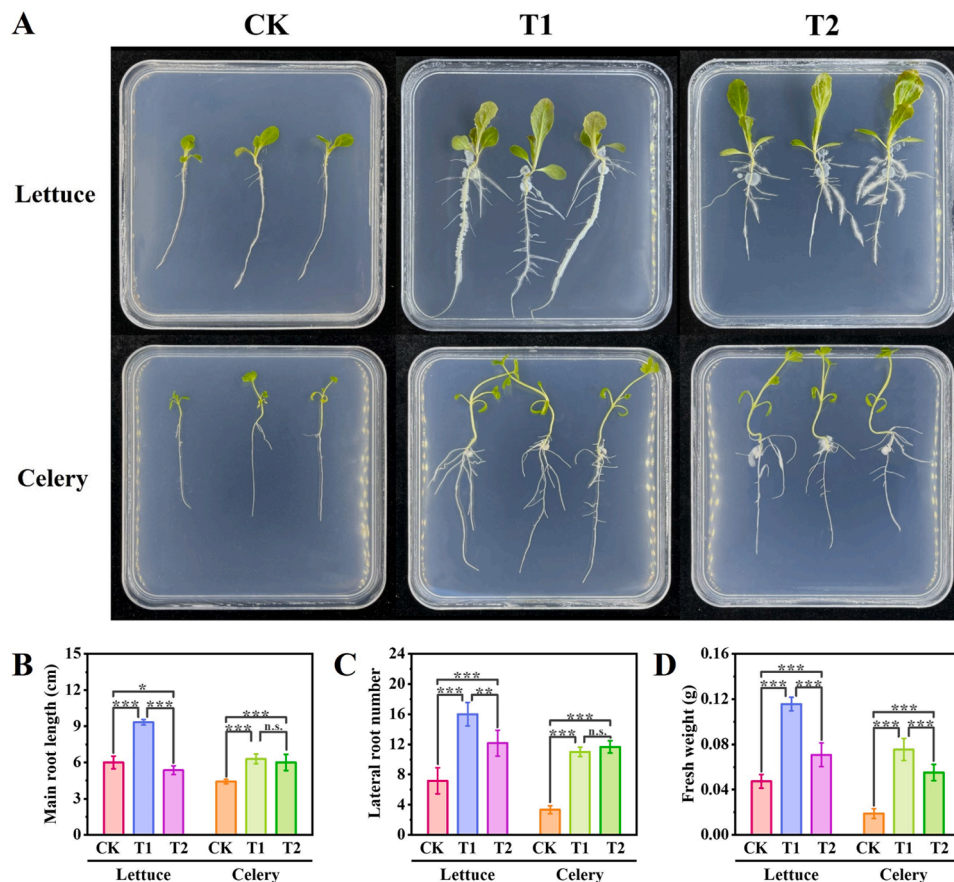 A CK T1 T2
Lettuce
Celery
B
Main root length (cm)
15
12
9
6
3
0
*
*** ***
***
*** n.s.
CK T1 T2 CK T1 T2
Lettuce Celery
C
Lateral root number
24
20
16
12
8
4
0
***
*** **
***
*** n.s.
CK T1 T2 CK T1 T2
Lettuce Celery
D
Fresh weight (g)
0.16
0.12
0.08
0.04
0.00
***
*** ***
***
*** ***
CK T1 T2 CK T1 T2
Lettuce Celery